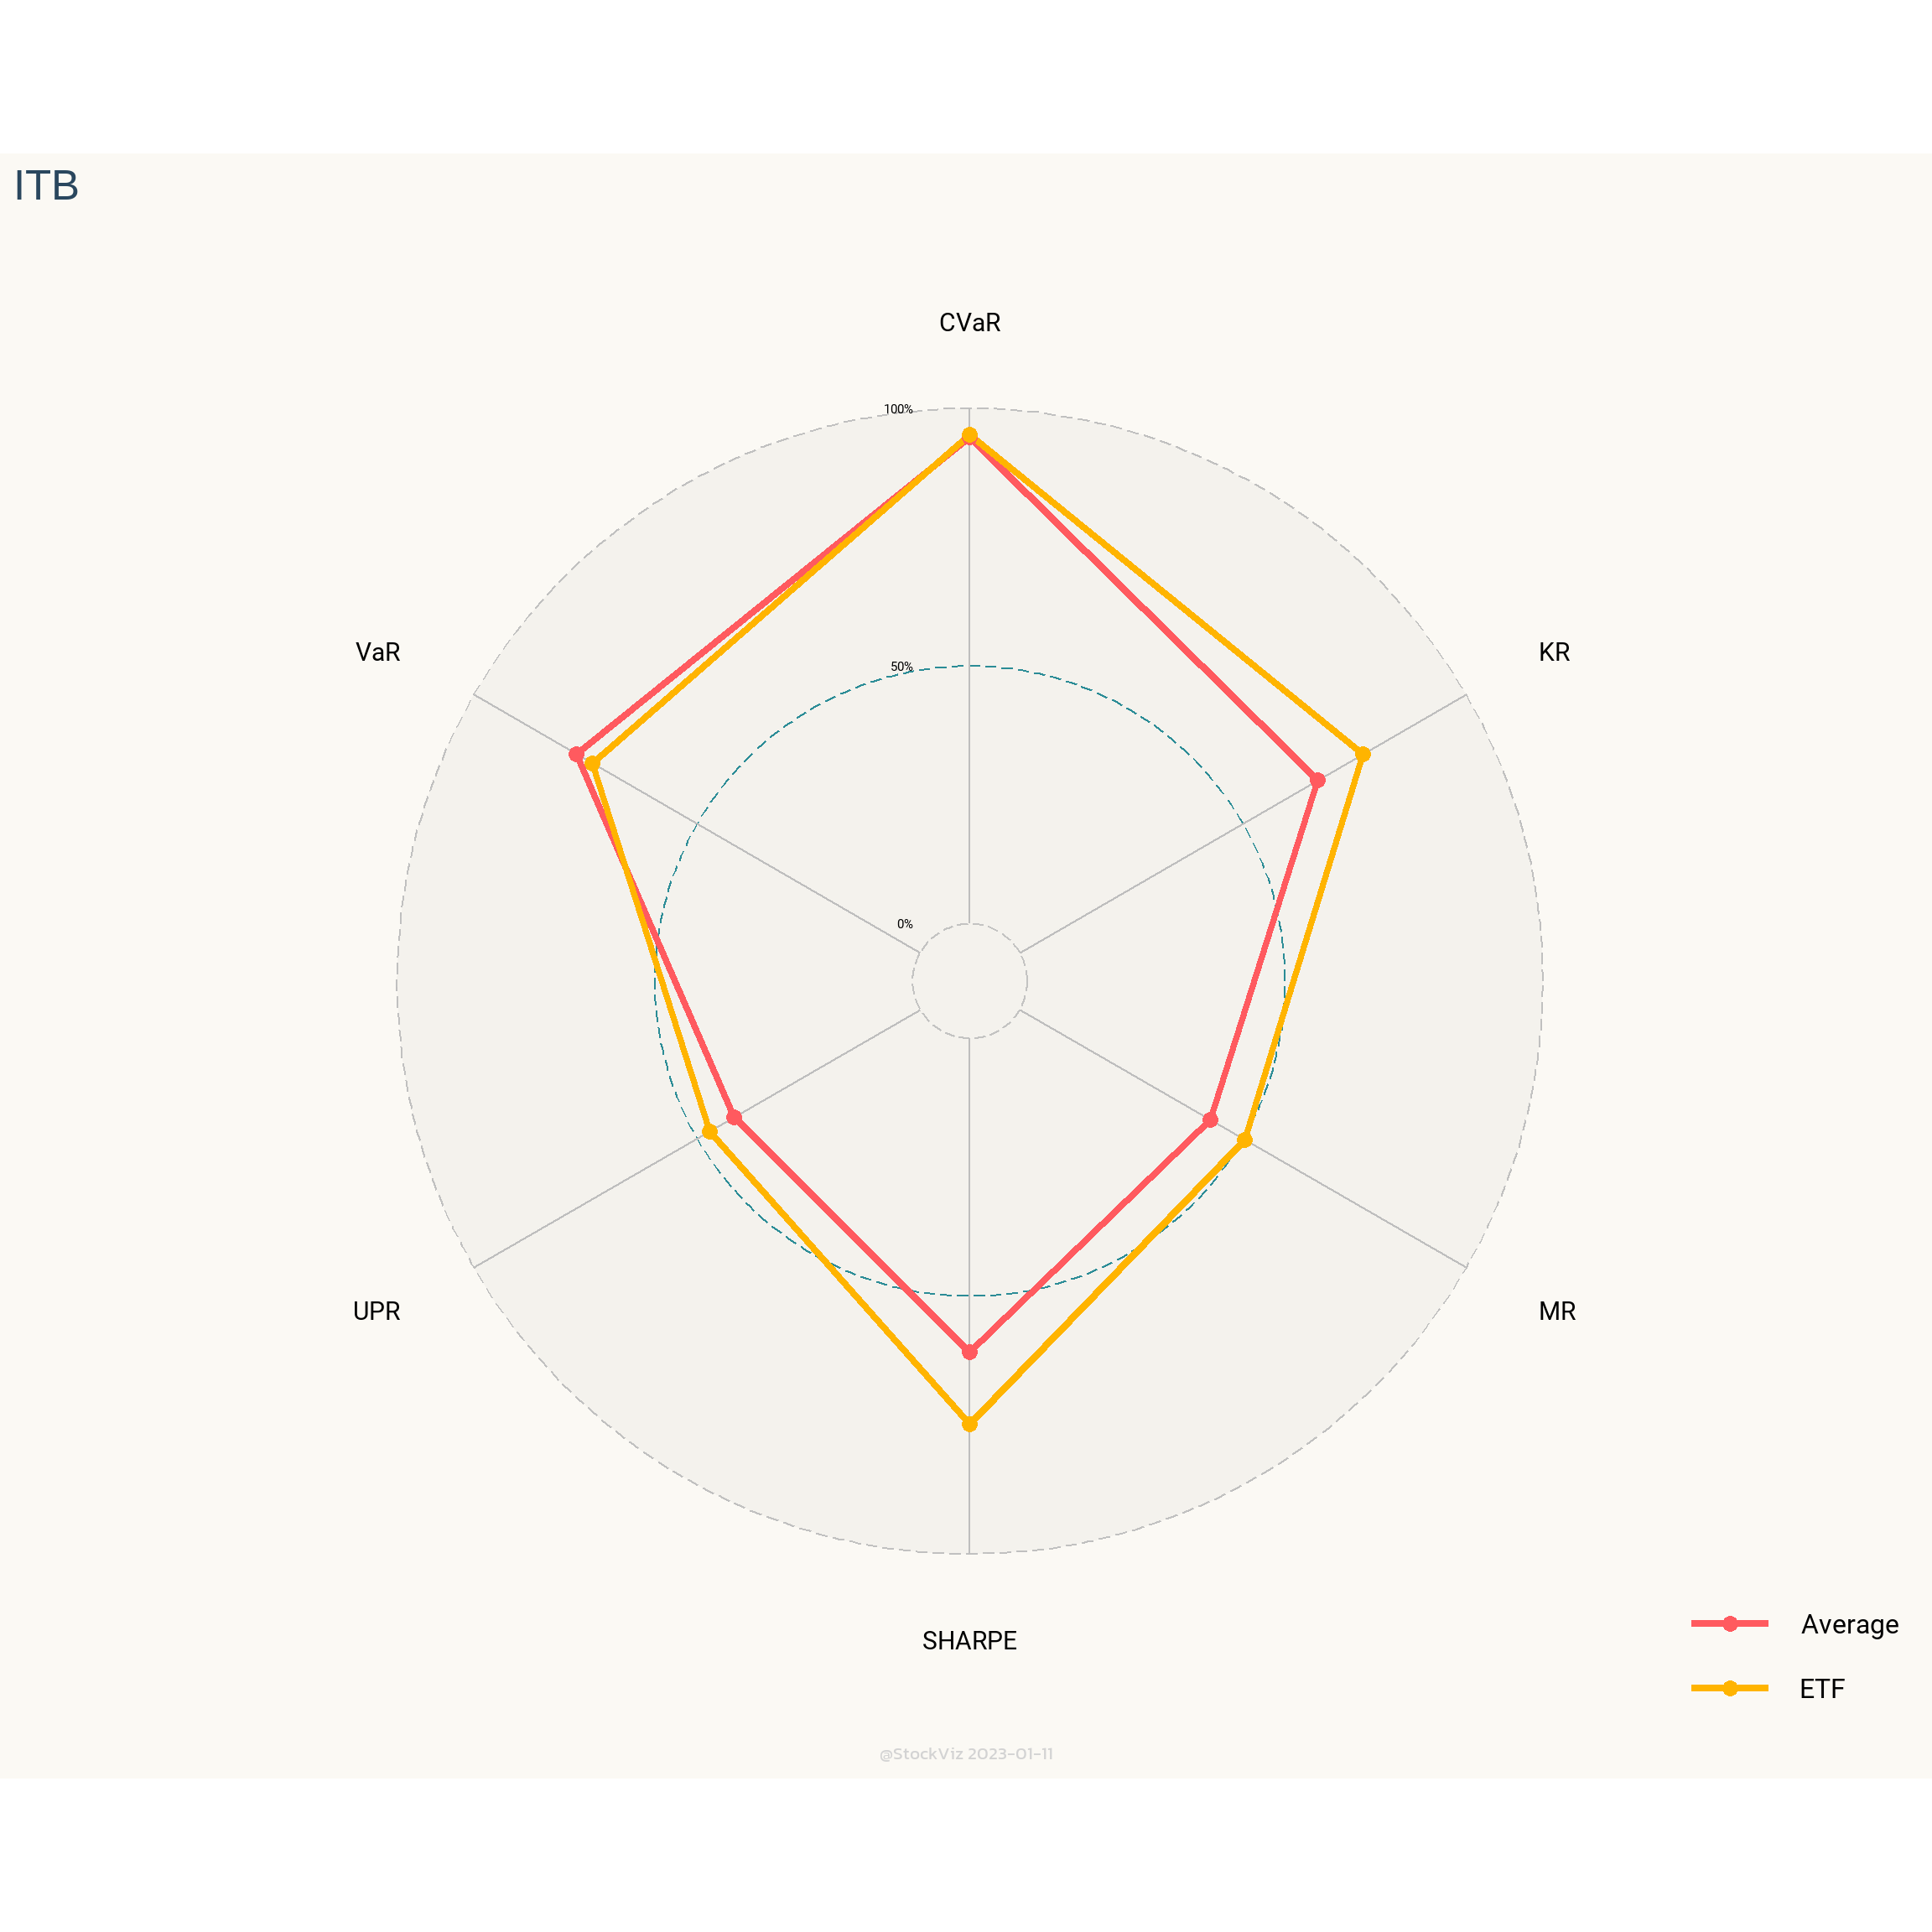 ITB
CVaR
100%
VaR
KR
50%
0%
UPR
MR
SHARPE
Average
ETF
@StockViz 2023-01-11